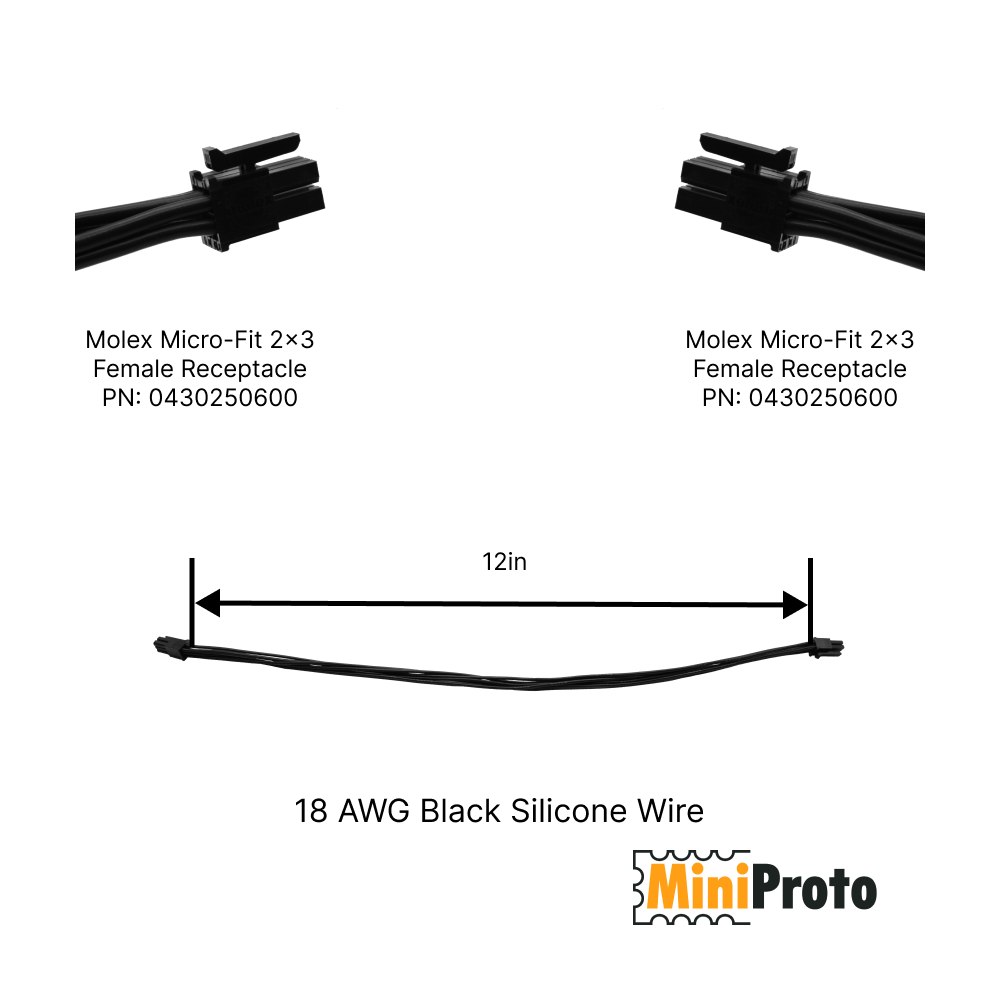 Molex Micro-Fit 2×3
Female Receptacle
PN: 0430250600
Molex Micro-Fit 2×3
Female Receptacle
PN: 0430250600
12in
18 AWG Black Silicone Wire
MiniProto